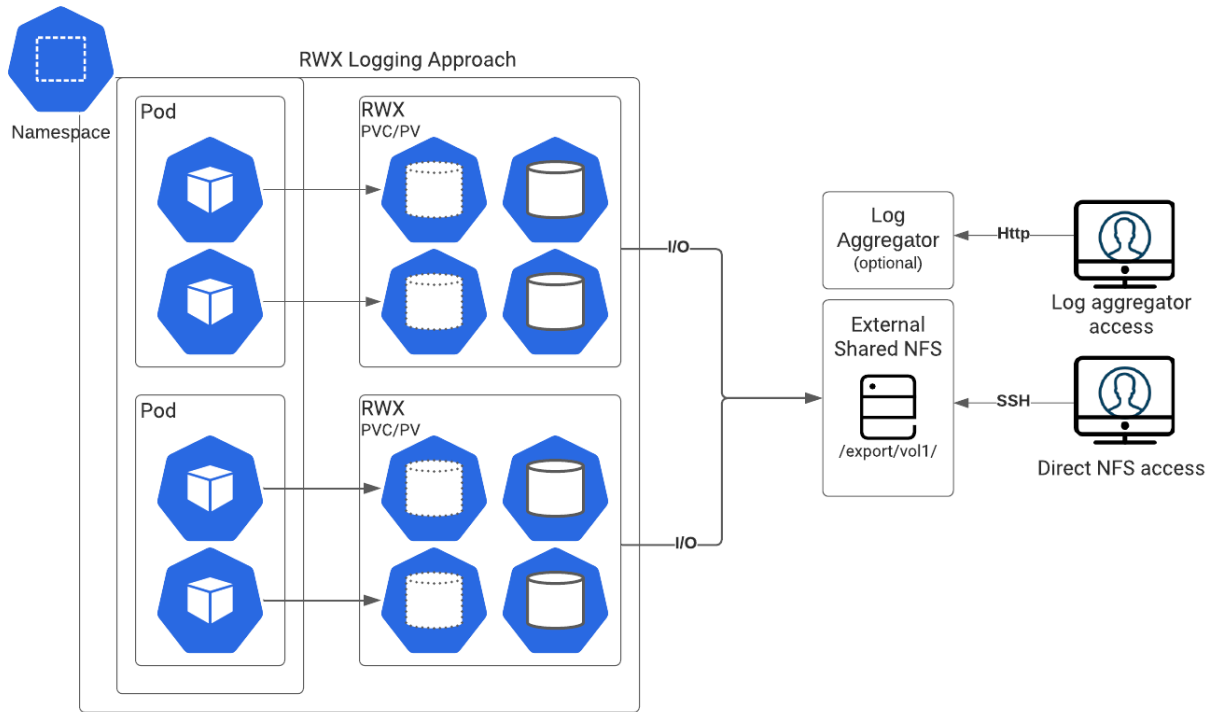 RWX Logging Approach
Namespace
Pod
RWX
PVC/PV
I/O
Pod
RWX
PVC/PV
I/O
Log
Aggregator
(optional)
Http
Log aggregator
access
External
Shared NFS
/export/vol1/
SSH
Direct NFS access